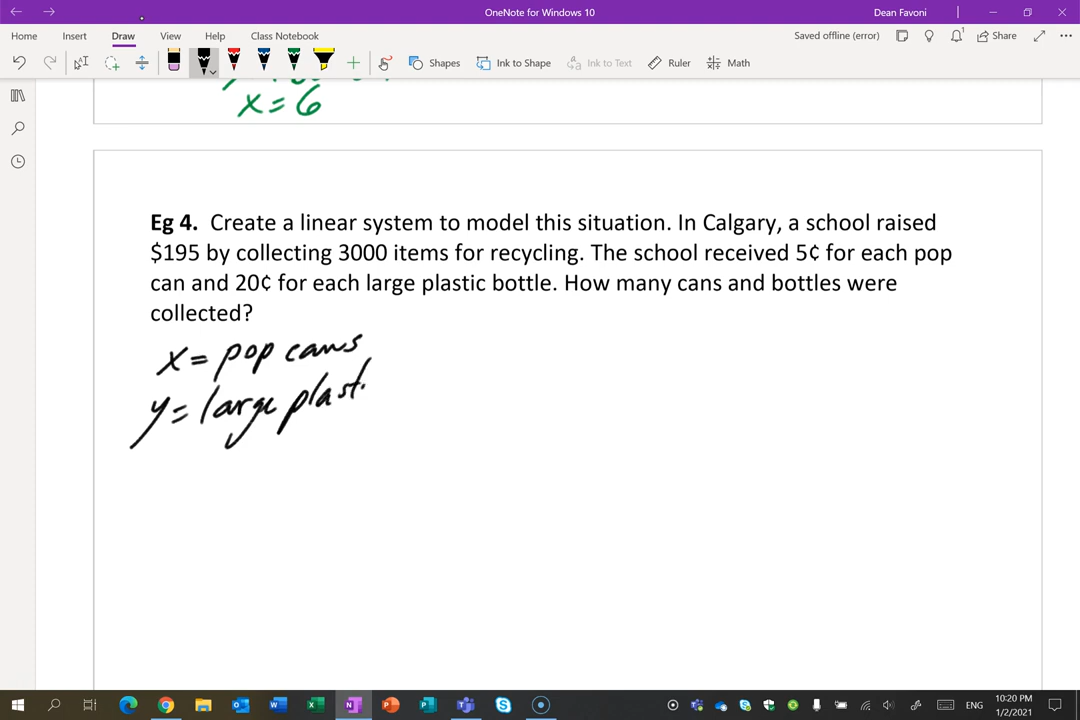 OneNote for Windows 10
Dean Favoni
Home Insert Draw View Help Class Notebook
Saved offline (error) 1 Share
Shapes Ink to Shape Ink to Text Ruler Math
x = 6
Eg 4. Create a linear system to model this situation. In Calgary, a school raised
$195 by collecting 3000 items for recycling. The school received 5¢ for each pop
can and 20¢ for each large plastic bottle. How many cans and bottles were
collected?
x = pop cans
y = large plast.
ENG
10:20 PM
1/2/2021